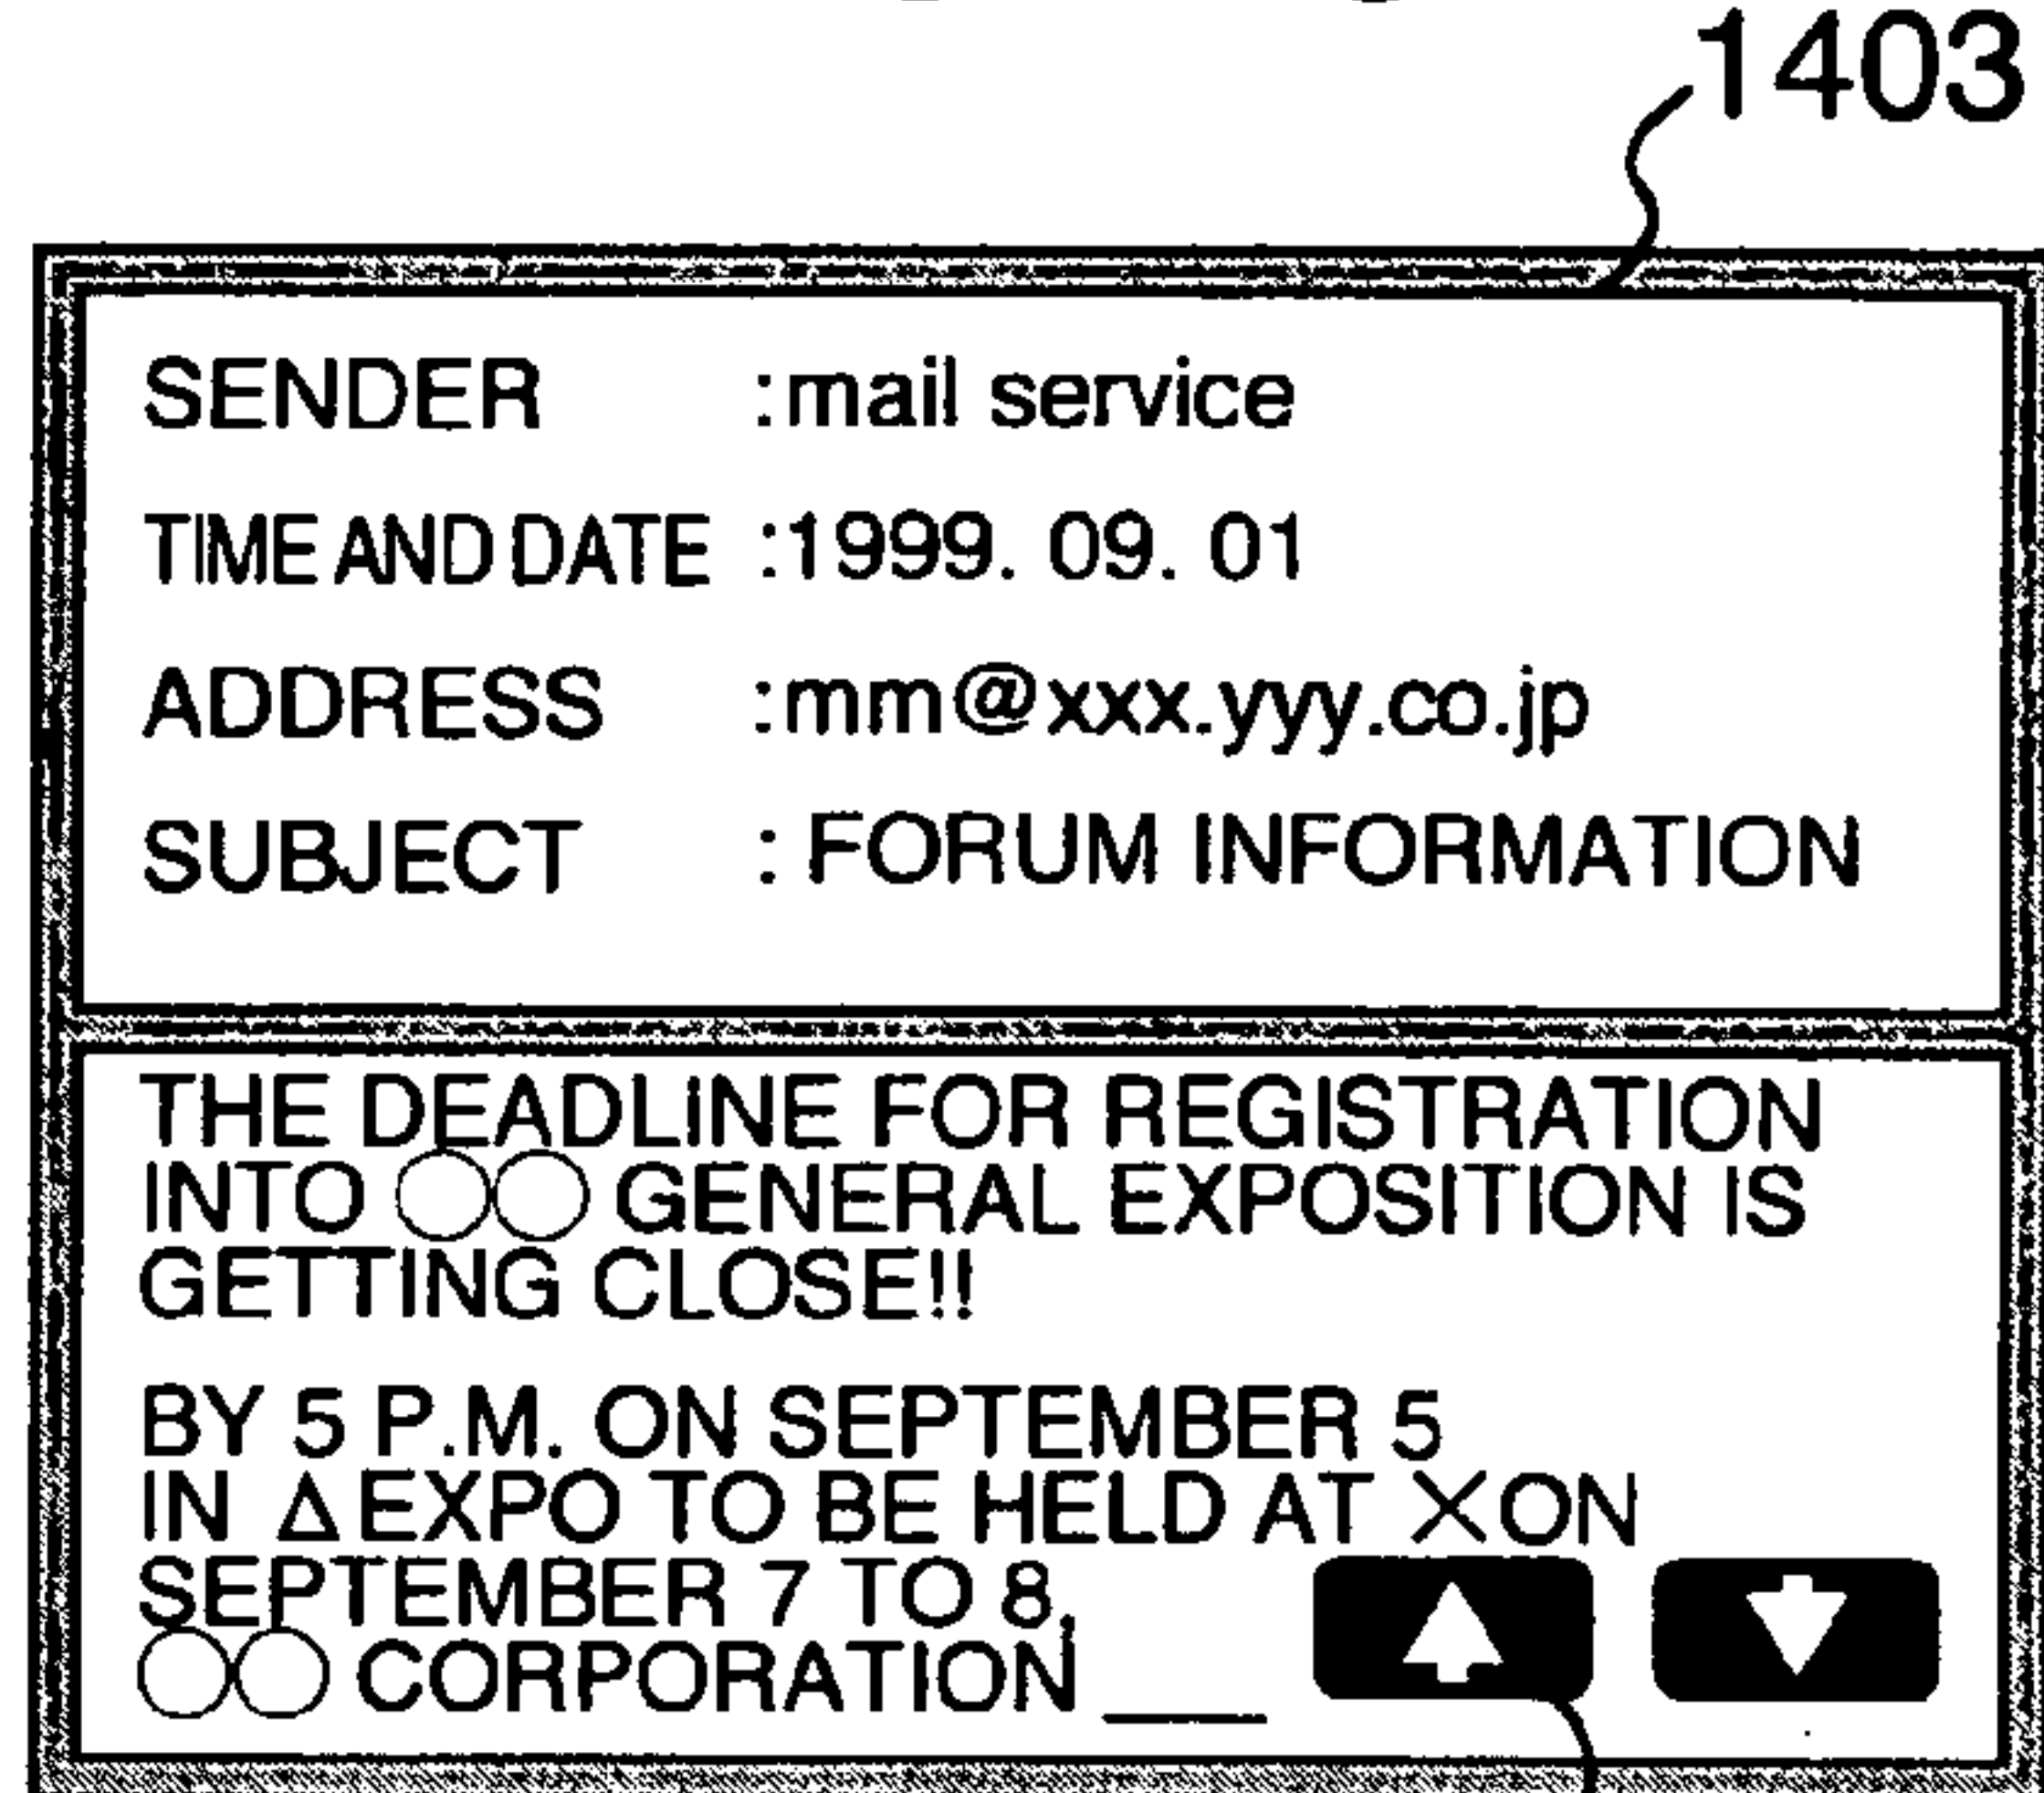 1403
SENDER :mail service
TIME AND DATE :1999. 09. 01
ADDRESS :mm@xxx.yyy.co.jp
SUBJECT : FORUM INFORMATION
THE DEADLINE FOR REGISTRATION
INTO ○○ GENERAL EXPOSITION IS
GETTING CLOSE!!
BY 5 P.M. ON SEPTEMBER 5
IN Δ EXPO TO BE HELD AT ✕ ON
SEPTEMBER 7 TO 8,
○○ CORPORATION ___